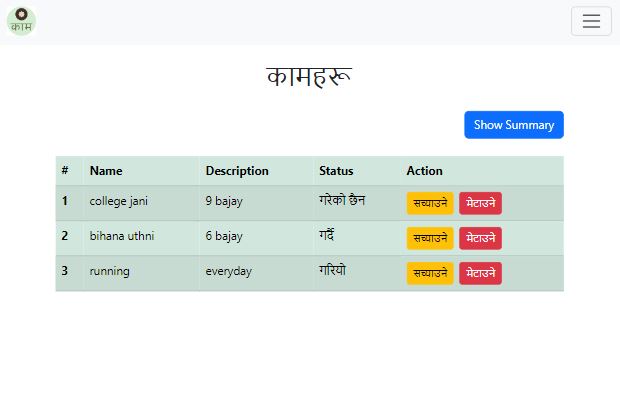 काम
कामहरू
Show Summary
# Name Description Status Action
1 college jani 9 bajay गरेको छैन सच्याउने मेटाउने
2 bihana uthni 6 bajay गर्दै सच्याउने मेटाउने
3 running everyday गरियो सच्याउने मेटाउने